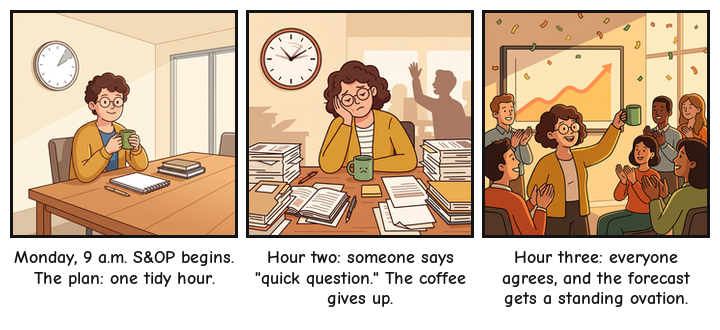 Monday, 9 a.m. S&OP begins.
The plan: one tidy hour.
Hour two: someone says
"quick question." The coffee
gives up.
Hour three: everyone
agrees, and the forecast
gets a standing ovation.